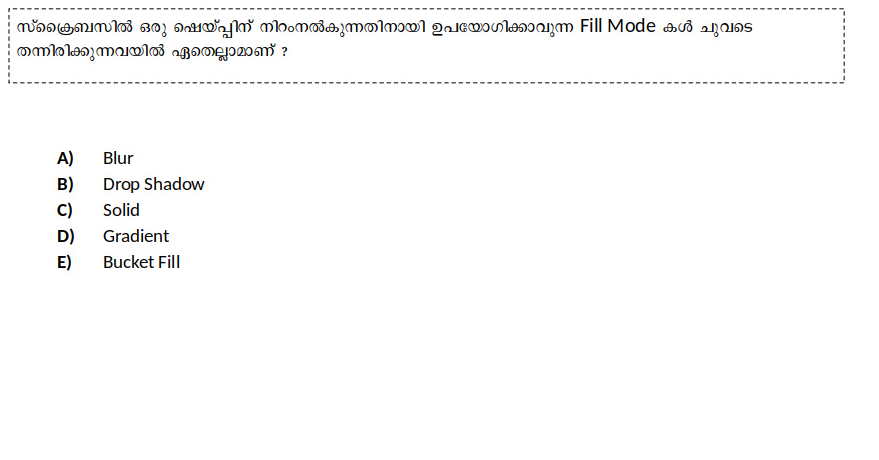 സ്ക്രൈബസിൽ ഒരു ഷെയ്പ്പിന് നിറംനൽകുന്നതിനായി ഉപയോഗിക്കാവുന്ന Fill Mode കൾ ചുവടെ
തന്നിരിക്കുന്നവയിൽ ഏതെല്ലാമാണ് ?
A) Blur
B) Drop Shadow
C) Solid
D) Gradient
E) Bucket Fill